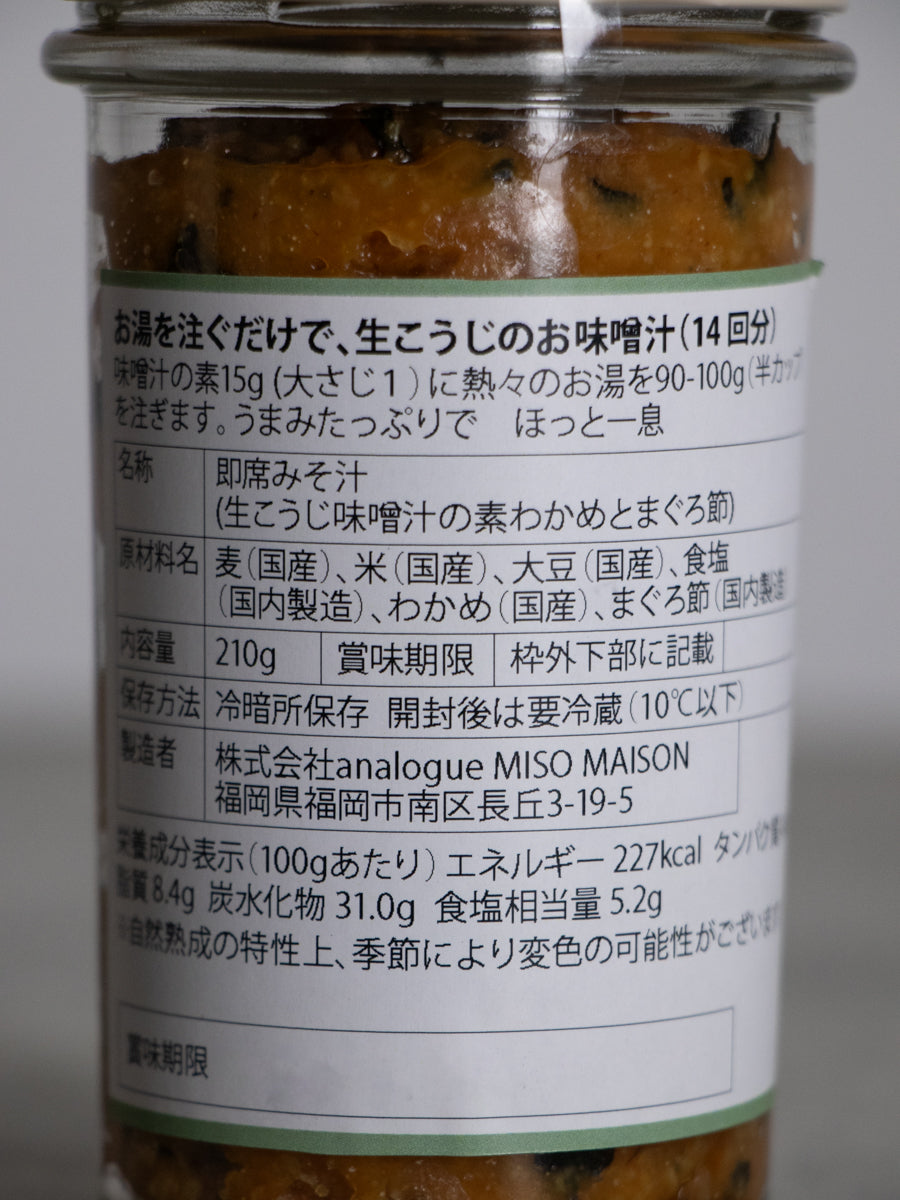 お湯を注ぐだけで、生こうじのお味噌汁(14回分)
味噌汁の素15g (大さじ1) に熱々のお湯を90-100g(半カップ
を注ぎます。うまみたっぷりで　ほっと一息
名称 即席みそ汁
(生こうじ味噌汁の素わかめとまぐろ節)
原材料名 麦(国産)、米(国産)、大豆(国産)、食塩
(国内製造)、わかめ(国産)、まぐろ節(国内製造)
内容量 210g 賞味期限 枠外下部に記載
保存方法 冷暗所保存 開封後は要冷蔵(10℃以下)
製造者 株式会社analogue MISO MAISON
福岡県福岡市南区長丘3-19-5
栄養成分表示(100gあたり) エネルギー 227kcal タンパク質
脂質 8.4g 炭水化物 31.0g 食塩相当量 5.2g
※自然熟成の特性上、季節により変色の可能性がございます
賞味期限